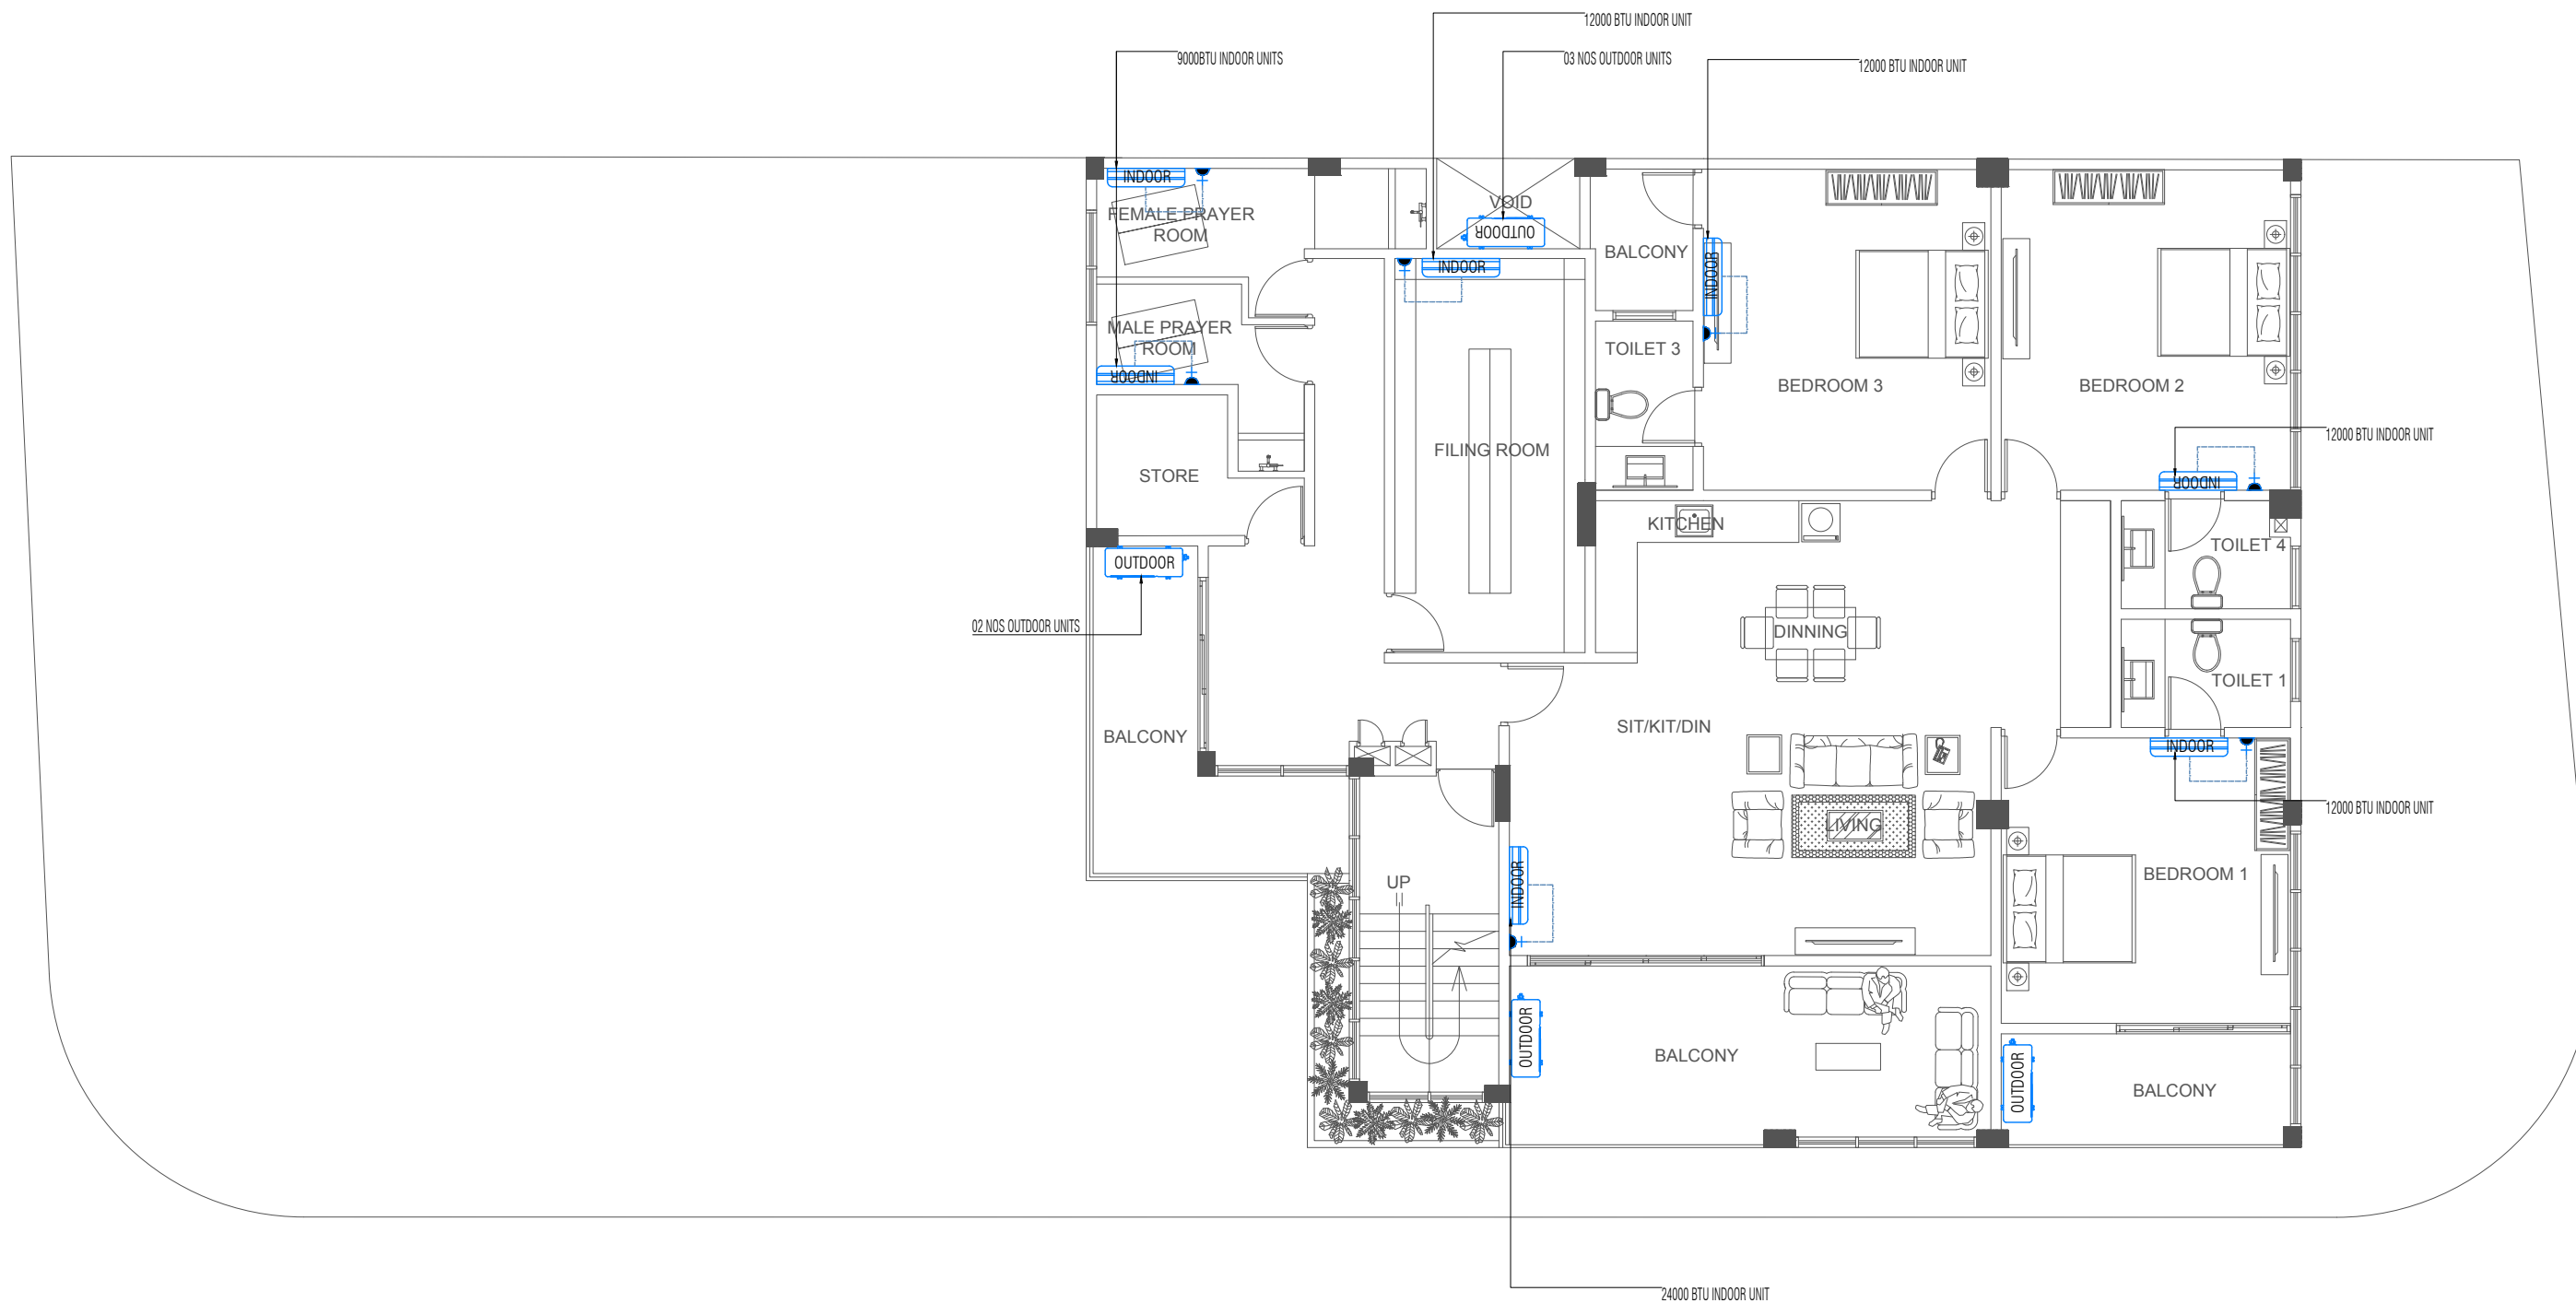 12000 BTU INDOOR UNIT
9000BTU INDOOR UNITS
03 NOS OUTDOOR UNITS
12000 BTU INDOOR UNIT
INDOOR
FEMALE PRAYER
ROOM
VOID
OUTDOOR
BALCONY
INDOOR
INDOOR
MALE PRAYER
ROOM
INDOOR
TOILET 3
BEDROOM 3
BEDROOM 2
12000 BTU INDOOR UNIT
FILING ROOM
STORE
INDOOR
KITCHEN
TOILET 4
OUTDOOR
02 NOS OUTDOOR UNITS
DINNING
TOILET 1
SIT/KIT/DIN
BALCONY
INDOOR
12000 BTU INDOOR UNIT
LIVING
INDOOR
UP
BEDROOM 1
OUTDOOR
BALCONY
OUTDOOR
BALCONY
24000 BTU INDOOR UNIT